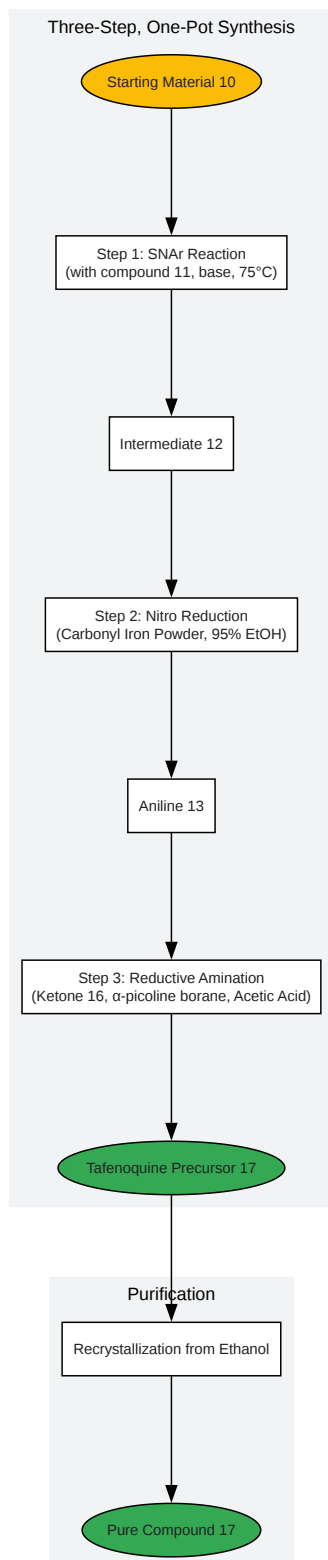 Three-Step, One-Pot Synthesis
Starting Material 10
Step 1: SNAr Reaction
(with compound 11, base, 75°C)
Intermediate 12
Step 2: Nitro Reduction
(Carbonyl Iron Powder, 95% EtOH)
Aniline 13
Step 3: Reductive Amination
(Ketone 16, α-picoline borane, Acetic Acid)
Tafenoquine Precursor 17
Purification
Recrystallization from Ethanol
Pure Compound 17